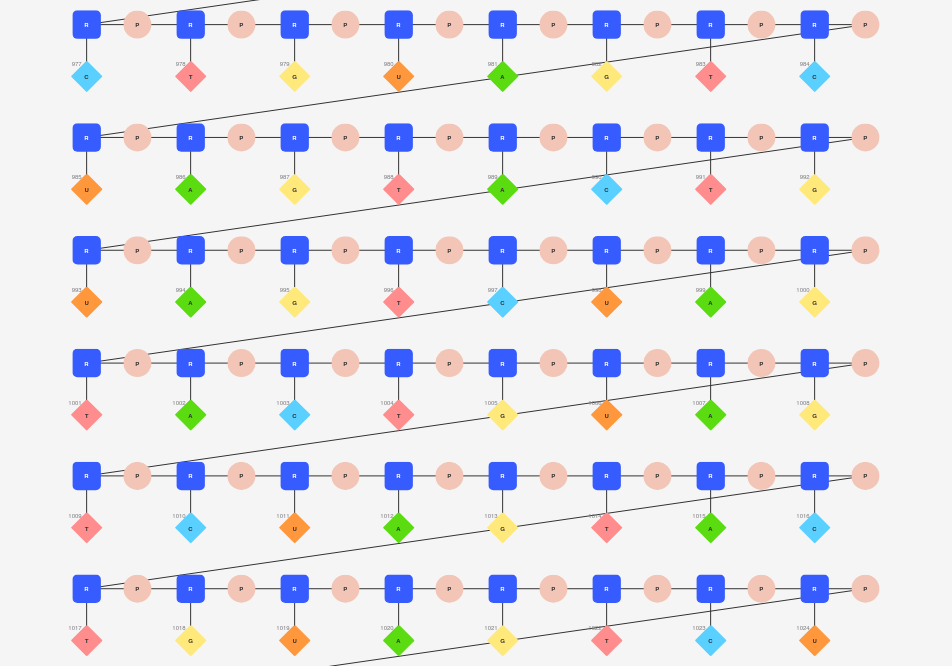 R P R P R P R P R P R P R P R P
977 978 979 980 981 982 983 984
C T G U A G T C
R P R P R P R P R P R P R P R P
985 986 987 988 989 990 991 992
U A G T A C T G
R P R P R P R P R P R P R P R P
993 994 995 996 997 998 999 1000
U A G T C U A G
R P R P R P R P R P R P R P R P
1001 1002 1003 1004 1005 1006 1007 1008
T A C T G U A G
R P R P R P R P R P R P R P R P
1009 1010 1011 1012 1013 1014 1015 1016
T C U A G T A C
R P R P R P R P R P R P R P R P
1017 1018 1019 1020 1021 1022 1023 1024
T G U A G T C U